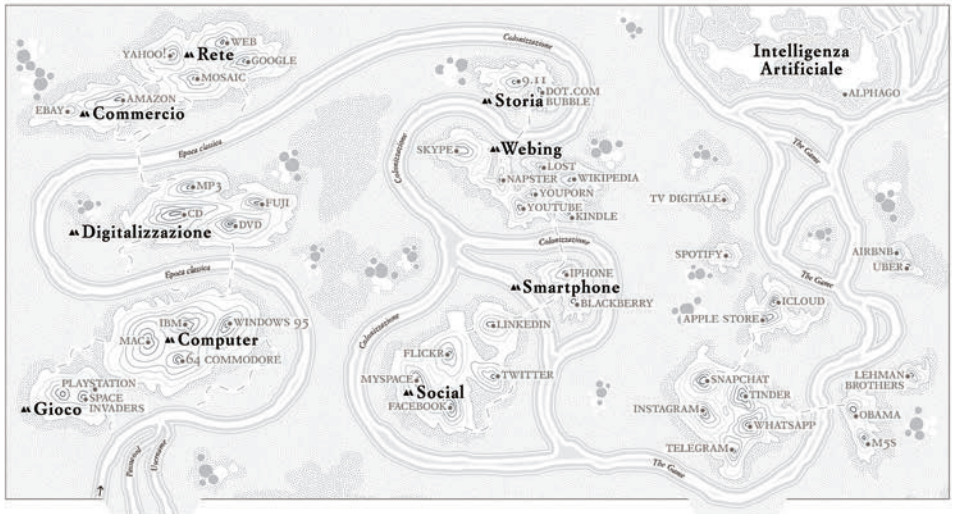 Rete
WEB
YAHOO!
GOOGLE
MOSAIC
AMAZON
EBAY
Commercio
Epoca classica
Colonizzazione
9.11
DOT.COM
BUBBLE
Storia
Intelligenza
Artificiale
ALPHAGO
The Game
Colonizzazione
SKYPE
Webing
LOST
NAPSTER
WIKIPEDIA
YOUPORN
YOUTUBE
KINDLE
TV DIGITALE
MP3
FUJI
CD
DVD
Digitalizzazione
Epoca classica
Colonizzazione
SPOTIFY
AIRBNB
UBER
The Game
IPHONE
Smartphone
BLACKBERRY
ICLOUD
(APPLE STORE
IBM
WINDOWS 95
MAC
Computer
64 COMMODORE
Colonizzazione
LINKEDIN
FLICKR
MYSPACE
TWITTER
Social
FACEBOOK
PLAYSTATION
SPACE
INVADERS
Gioco
SNAPCHAT
TINDER
INSTAGRAM
WHATSAPP
TELEGRAM
LEHMAN
BROTHERS
OBAMA
M5S
The Game
Password
Username